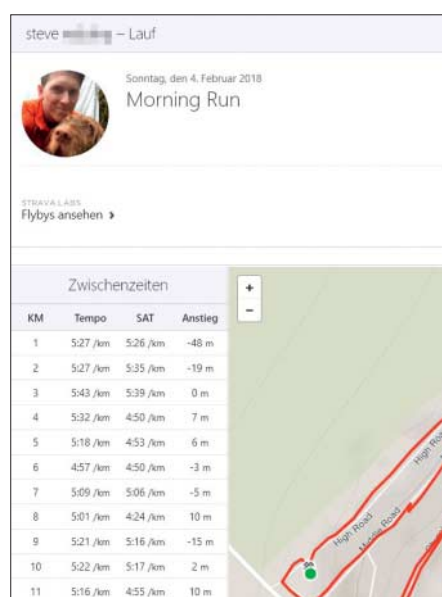 steve – Lauf
Sonntag, den 4. Februar 2018
Morning Run
STRAVA LABS
Flybys ansehen
Zwischenzeiten
KM Tempo SAT Anstieg
1 5:27 /km 5:26 /km -48 m
2 5:27 /km 5:35 /km -19 m
3 5:43 /km 5:39 /km 0 m
4 5:32 /km 4:50 /km 7 m
5 5:18 /km 4:53 /km 6 m
6 4:57 /km 4:50 /km -3 m
7 5:09 /km 5:06 /km -5 m
8 5:01 /km 4:24 /km 10 m
9 5:21 /km 5:16 /km -15 m
10 5:22 /km 5:17 /km 2 m
11 5:16 /km 4:55 /km 10 m
+
−
High Road
High Road
Middle Road